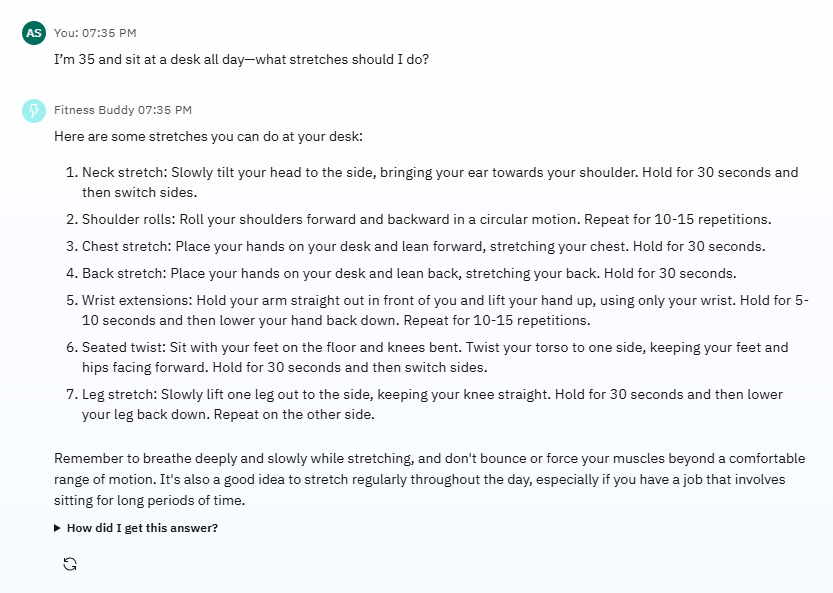 AS You: 07:35 PM
I'm 35 and sit at a desk all day—what stretches should I do?
Fitness Buddy 07:35 PM
Here are some stretches you can do at your desk:
1. Neck stretch: Slowly tilt your head to the side, bringing your ear towards your shoulder. Hold for 30 seconds and
then switch sides.
2. Shoulder rolls: Roll your shoulders forward and backward in a circular motion. Repeat for 10-15 repetitions.
3. Chest stretch: Place your hands on your desk and lean forward, stretching your chest. Hold for 30 seconds.
4. Back stretch: Place your hands on your desk and lean back, stretching your back. Hold for 30 seconds.
5. Wrist extensions: Hold your arm straight out in front of you and lift your hand up, using only your wrist. Hold for 5-
10 seconds and then lower your hand back down. Repeat for 10-15 repetitions.
6. Seated twist: Sit with your feet on the floor and knees bent. Twist your torso to one side, keeping your feet and
hips facing forward. Hold for 30 seconds and then switch sides.
7. Leg stretch: Slowly lift one leg out to the side, keeping your knee straight. Hold for 30 seconds and then lower
your leg back down. Repeat on the other side.
Remember to breathe deeply and slowly while stretching, and don't bounce or force your muscles beyond a comfortable
range of motion. It's also a good idea to stretch regularly throughout the day, especially if you have a job that involves
sitting for long periods of time.
How did I get this answer?